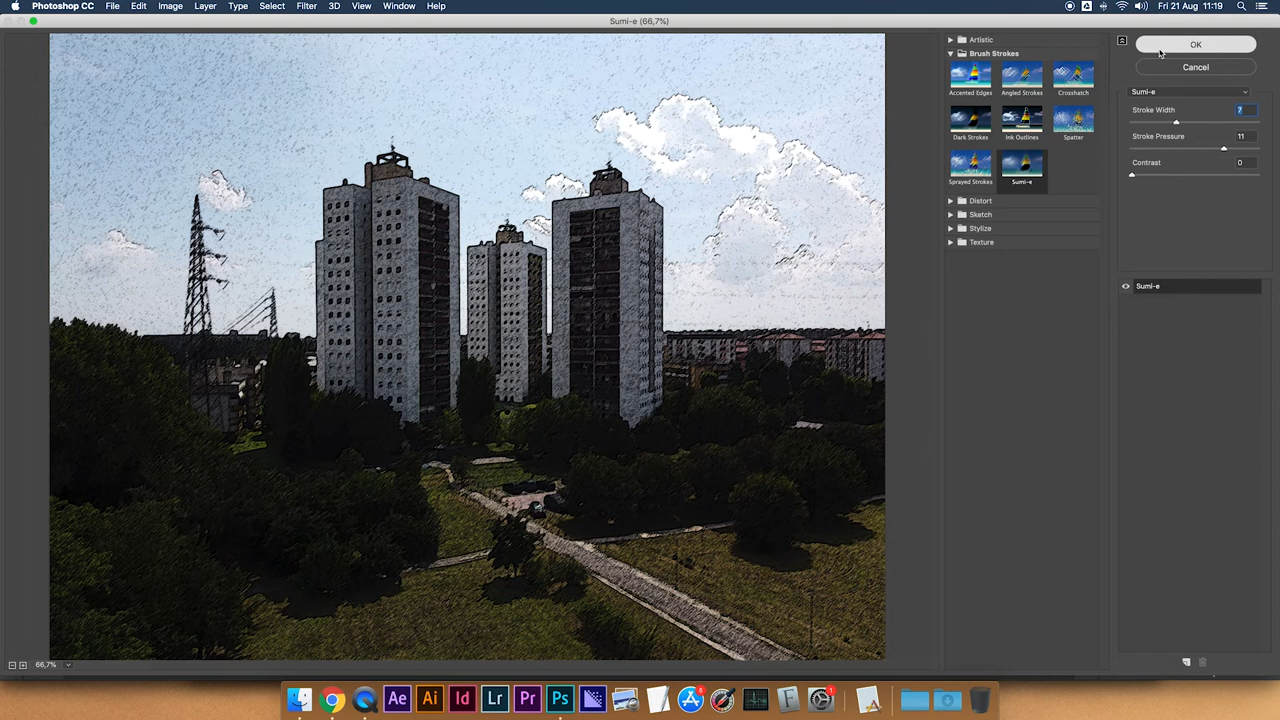 Photoshop CC File Edit Image Layer Type Select Filter 3D View Window Help Fri 21 Aug 11:19
Sumi-e (66,7%)
Artistic
Brush Strokes
Accented Edges Angled Strokes Crosshatch
Dark Strokes Ink Outlines Spatter
Sprayed Strokes Sumi-e
Distort
Sketch
Stylize
Texture
OK
Cancel
Sumi-e
Stroke Width 7
Stroke Pressure 11
Contrast 0
Sumi-e
66,7%
Ae Ai Id Lr Pr Ps